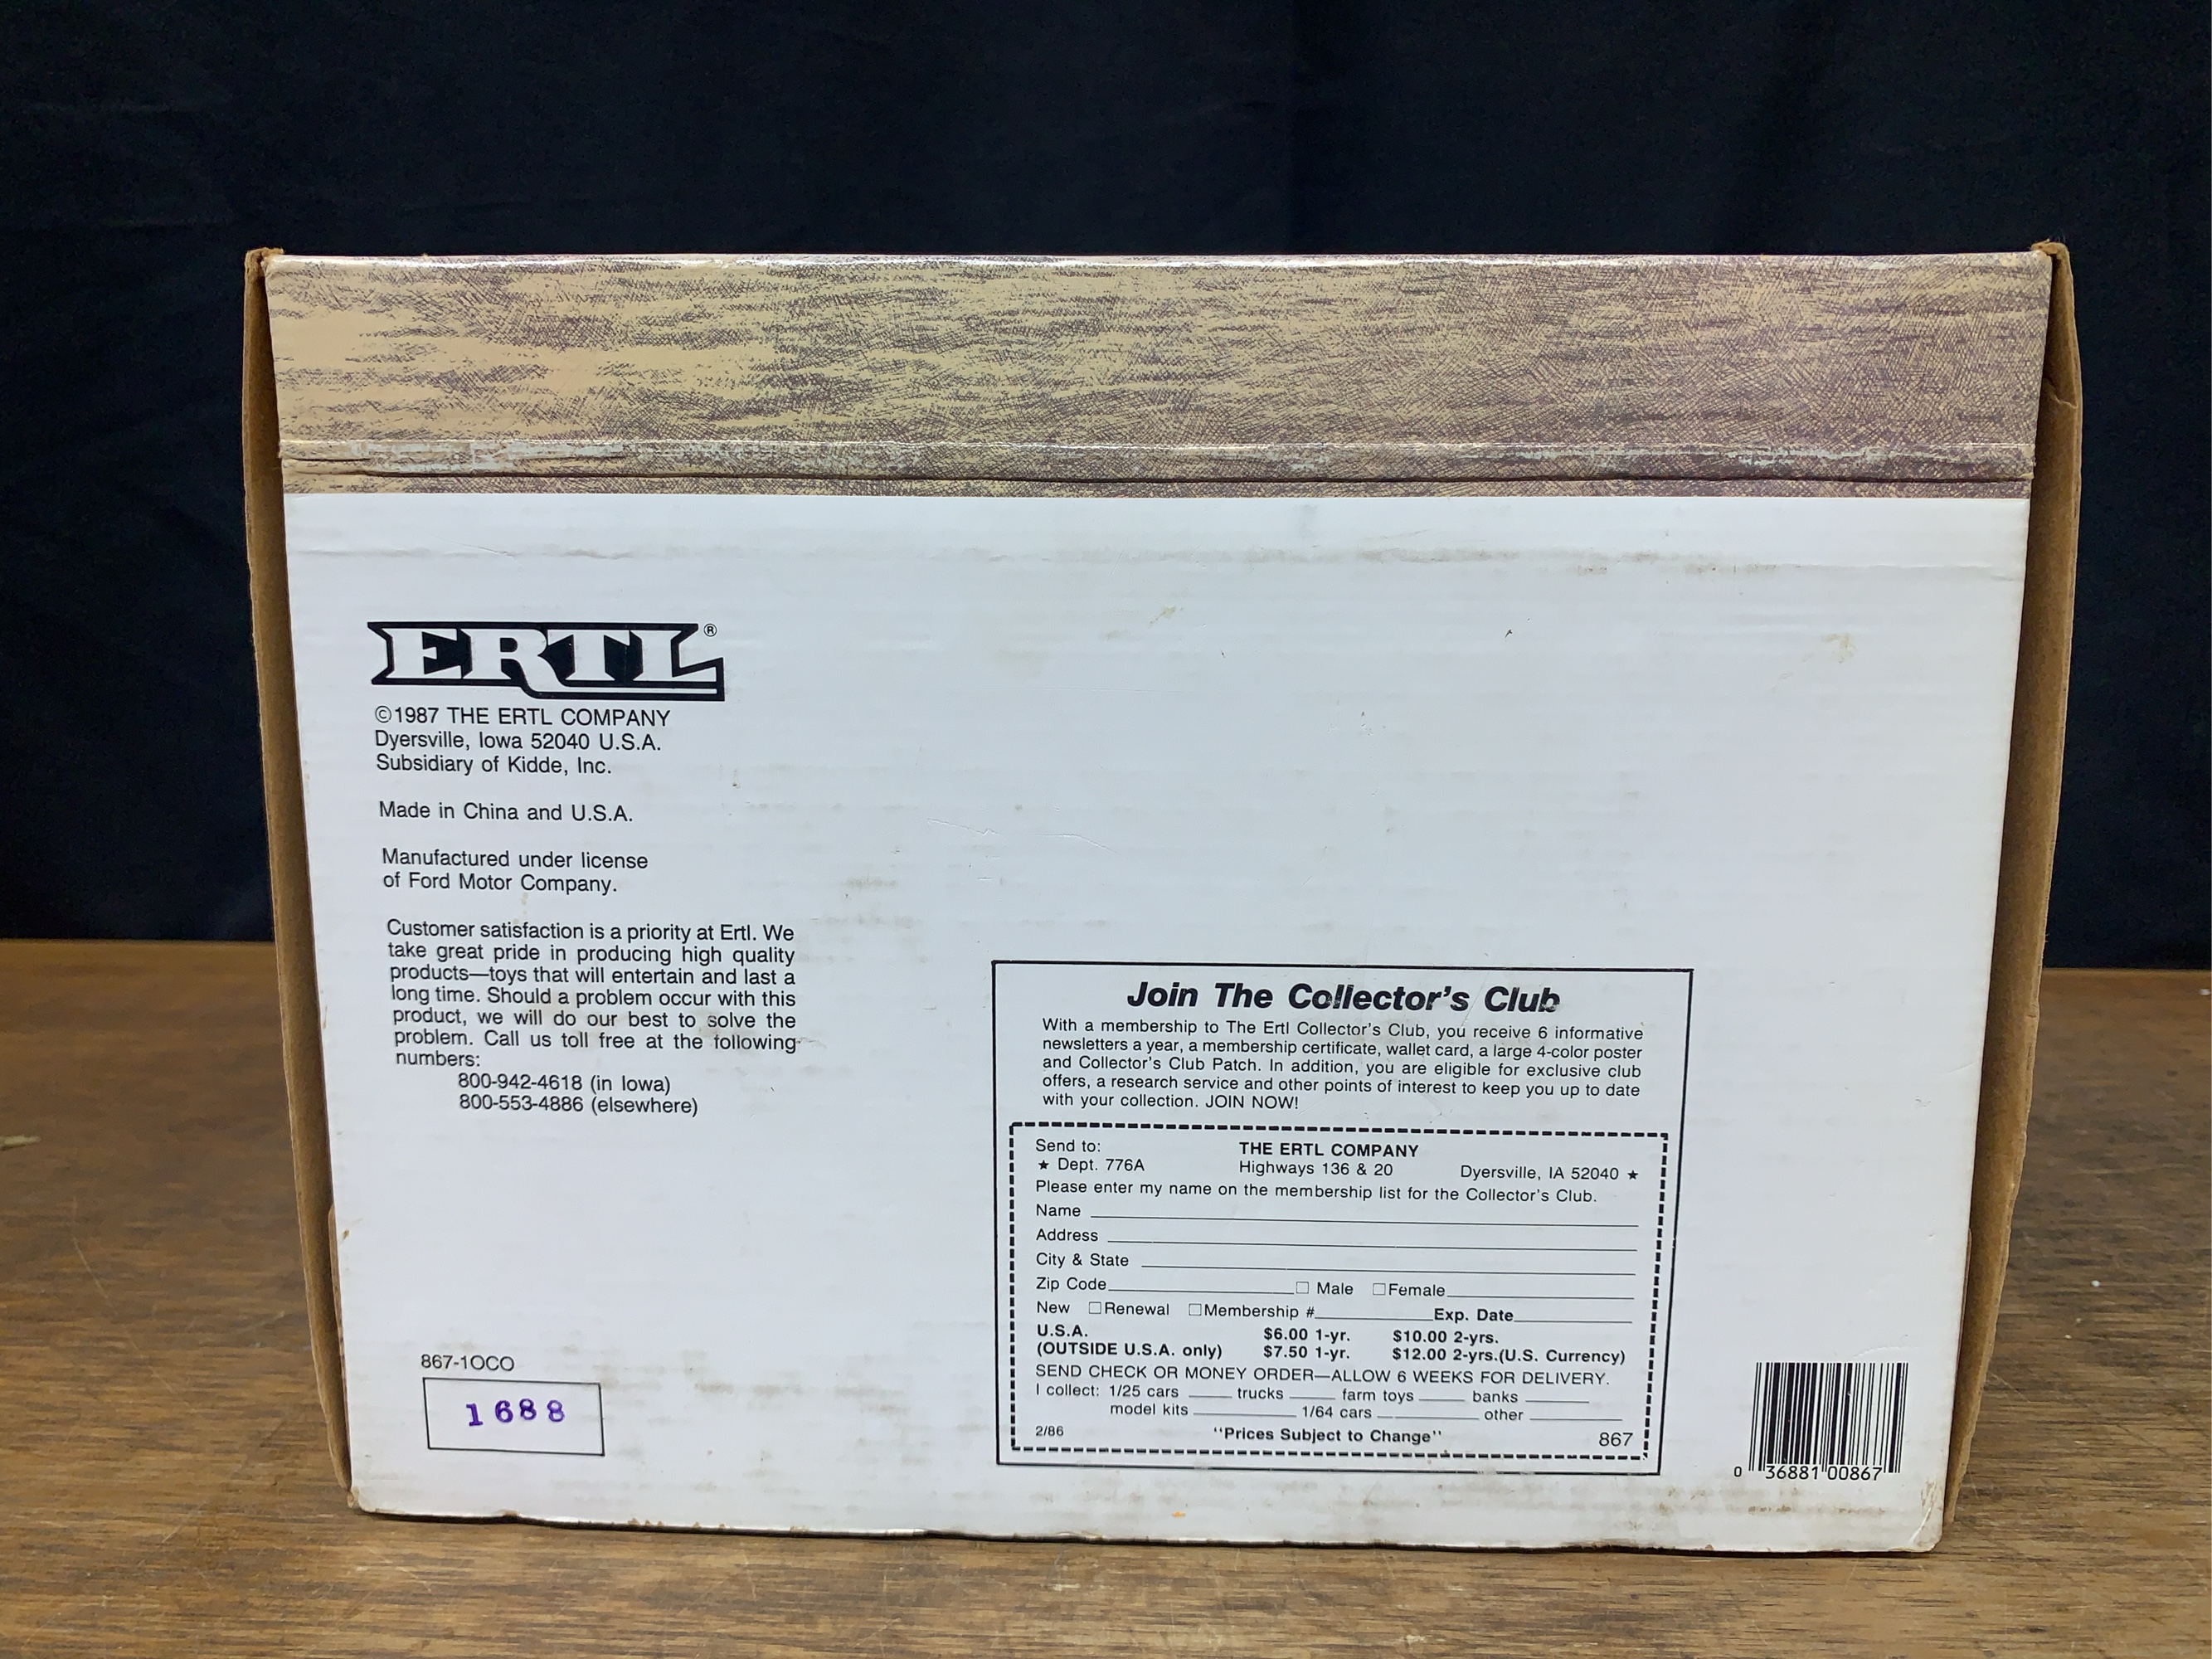 ERTL®
©1987 THE ERTL COMPANY
Dyersville, Iowa 52040 U.S.A.
Subsidiary of Kidde, Inc.
Made in China and U.S.A.
Manufactured under license
of Ford Motor Company.
Customer satisfaction is a priority at Ertl. We
take great pride in producing high quality
products—toys that will entertain and last a
long time. Should a problem occur with this
product, we will do our best to solve the
problem. Call us toll free at the following
numbers:
800-942-4618 (in Iowa)
800-553-4886 (elsewhere)
867-1OCO
1688
Join The Collector's Club
With a membership to The Ertl Collector's Club, you receive 6 informative
newsletters a year, a membership certificate, wallet card, a large 4-color poster
and Collector's Club Patch. In addition, you are eligible for exclusive club
offers, a research service and other points of interest to keep you up to date
with your collection. JOIN NOW!
Send to: THE ERTL COMPANY
★ Dept. 776A Highways 136 & 20 Dyersville, IA 52040 ★
Please enter my name on the membership list for the Collector's Club.
Name
Address
City & State
Zip Code □ Male □ Female
New □ Renewal □ Membership # Exp. Date
U.S.A. $6.00 1-yr. $10.00 2-yrs.
(OUTSIDE U.S.A. only) $7.50 1-yr. $12.00 2-yrs.(U.S. Currency)
SEND CHECK OR MONEY ORDER—ALLOW 6 WEEKS FOR DELIVERY.
I collect: 1/25 cars trucks farm toys banks
model kits 1/64 cars other
2/86 "Prices Subject to Change" 867
0 36881 00867